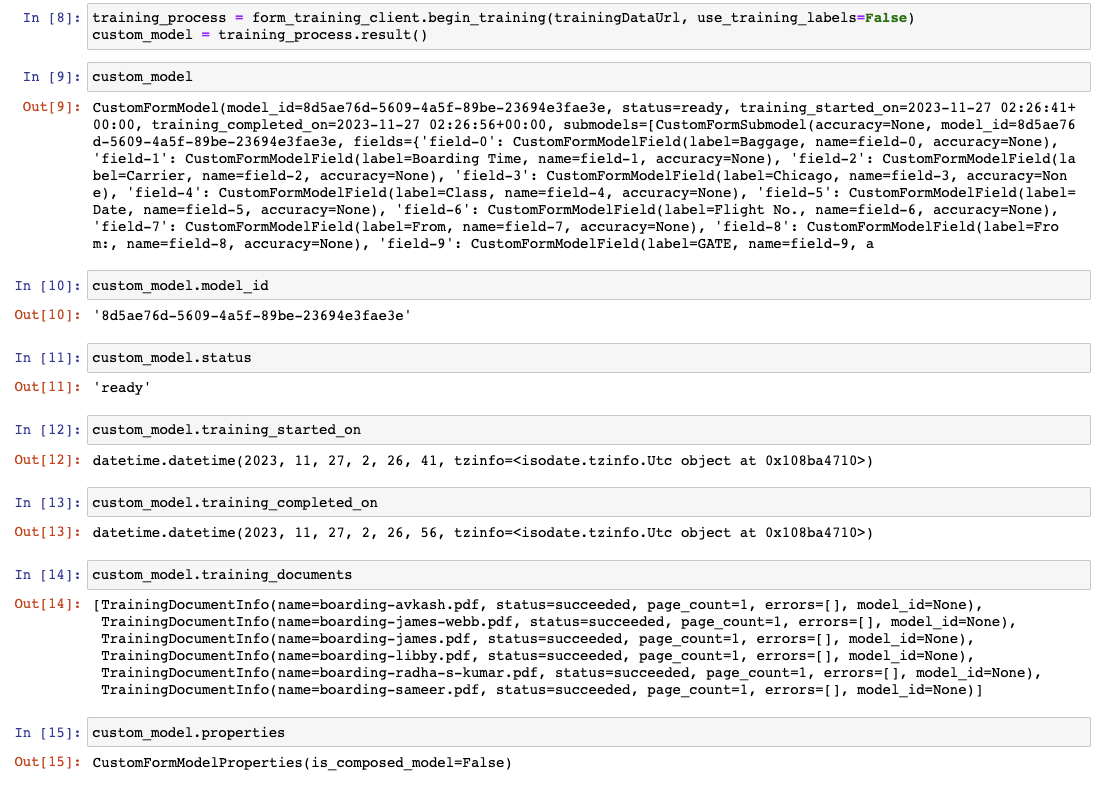 In [8]: training_process = form_training_client.begin_training(trainingDataUrl, use_training_labels=False)
custom_model = training_process.result()
In [9]: custom_model
Out[9]: CustomFormModel(model_id=8d5ae76d-5609-4a5f-89be-23694e3fae3e, status=ready, training_started_on=2023-11-27 02:26:41+
00:00, training_completed_on=2023-11-27 02:26:56+00:00, submodels=[CustomFormSubmodel(accuracy=None, model_id=8d5ae76
d-5609-4a5f-89be-23694e3fae3e, fields={'field-0': CustomFormModelField(label=Baggage, name=field-0, accuracy=None),
'field-1': CustomFormModelField(label=Boarding Time, name=field-1, accuracy=None), 'field-2': CustomFormModelField(la
bel=Carrier, name=field-2, accuracy=None), 'field-3': CustomFormModelField(label=Chicago, name=field-3, accuracy=Non
e), 'field-4': CustomFormModelField(label=Class, name=field-4, accuracy=None), 'field-5': CustomFormModelField(label=
Date, name=field-5, accuracy=None), 'field-6': CustomFormModelField(label=Flight No., name=field-6, accuracy=None),
'field-7': CustomFormModelField(label=From, name=field-7, accuracy=None), 'field-8': CustomFormModelField(label=Fro
m:, name=field-8, accuracy=None), 'field-9': CustomFormModelField(label=GATE, name=field-9, a
In [10]: custom_model.model_id
Out[10]: '8d5ae76d-5609-4a5f-89be-23694e3fae3e'
In [11]: custom_model.status
Out[11]: 'ready'
In [12]: custom_model.training_started_on
Out[12]: datetime.datetime(2023, 11, 27, 2, 26, 41, tzinfo=<isodate.tzinfo.Utc object at 0x108ba4710>)
In [13]: custom_model.training_completed_on
Out[13]: datetime.datetime(2023, 11, 27, 2, 26, 56, tzinfo=<isodate.tzinfo.Utc object at 0x108ba4710>)
In [14]: custom_model.training_documents
Out[14]: [TrainingDocumentInfo(name=boarding-avkash.pdf, status=succeeded, page_count=1, errors=[], model_id=None),
TrainingDocumentInfo(name=boarding-james-webb.pdf, status=succeeded, page_count=1, errors=[], model_id=None),
TrainingDocumentInfo(name=boarding-james.pdf, status=succeeded, page_count=1, errors=[], model_id=None),
TrainingDocumentInfo(name=boarding-libby.pdf, status=succeeded, page_count=1, errors=[], model_id=None),
TrainingDocumentInfo(name=boarding-radha-s-kumar.pdf, status=succeeded, page_count=1, errors=[], model_id=None),
TrainingDocumentInfo(name=boarding-sameer.pdf, status=succeeded, page_count=1, errors=[], model_id=None)]
In [15]: custom_model.properties
Out[15]: CustomFormModelProperties(is_composed_model=False)